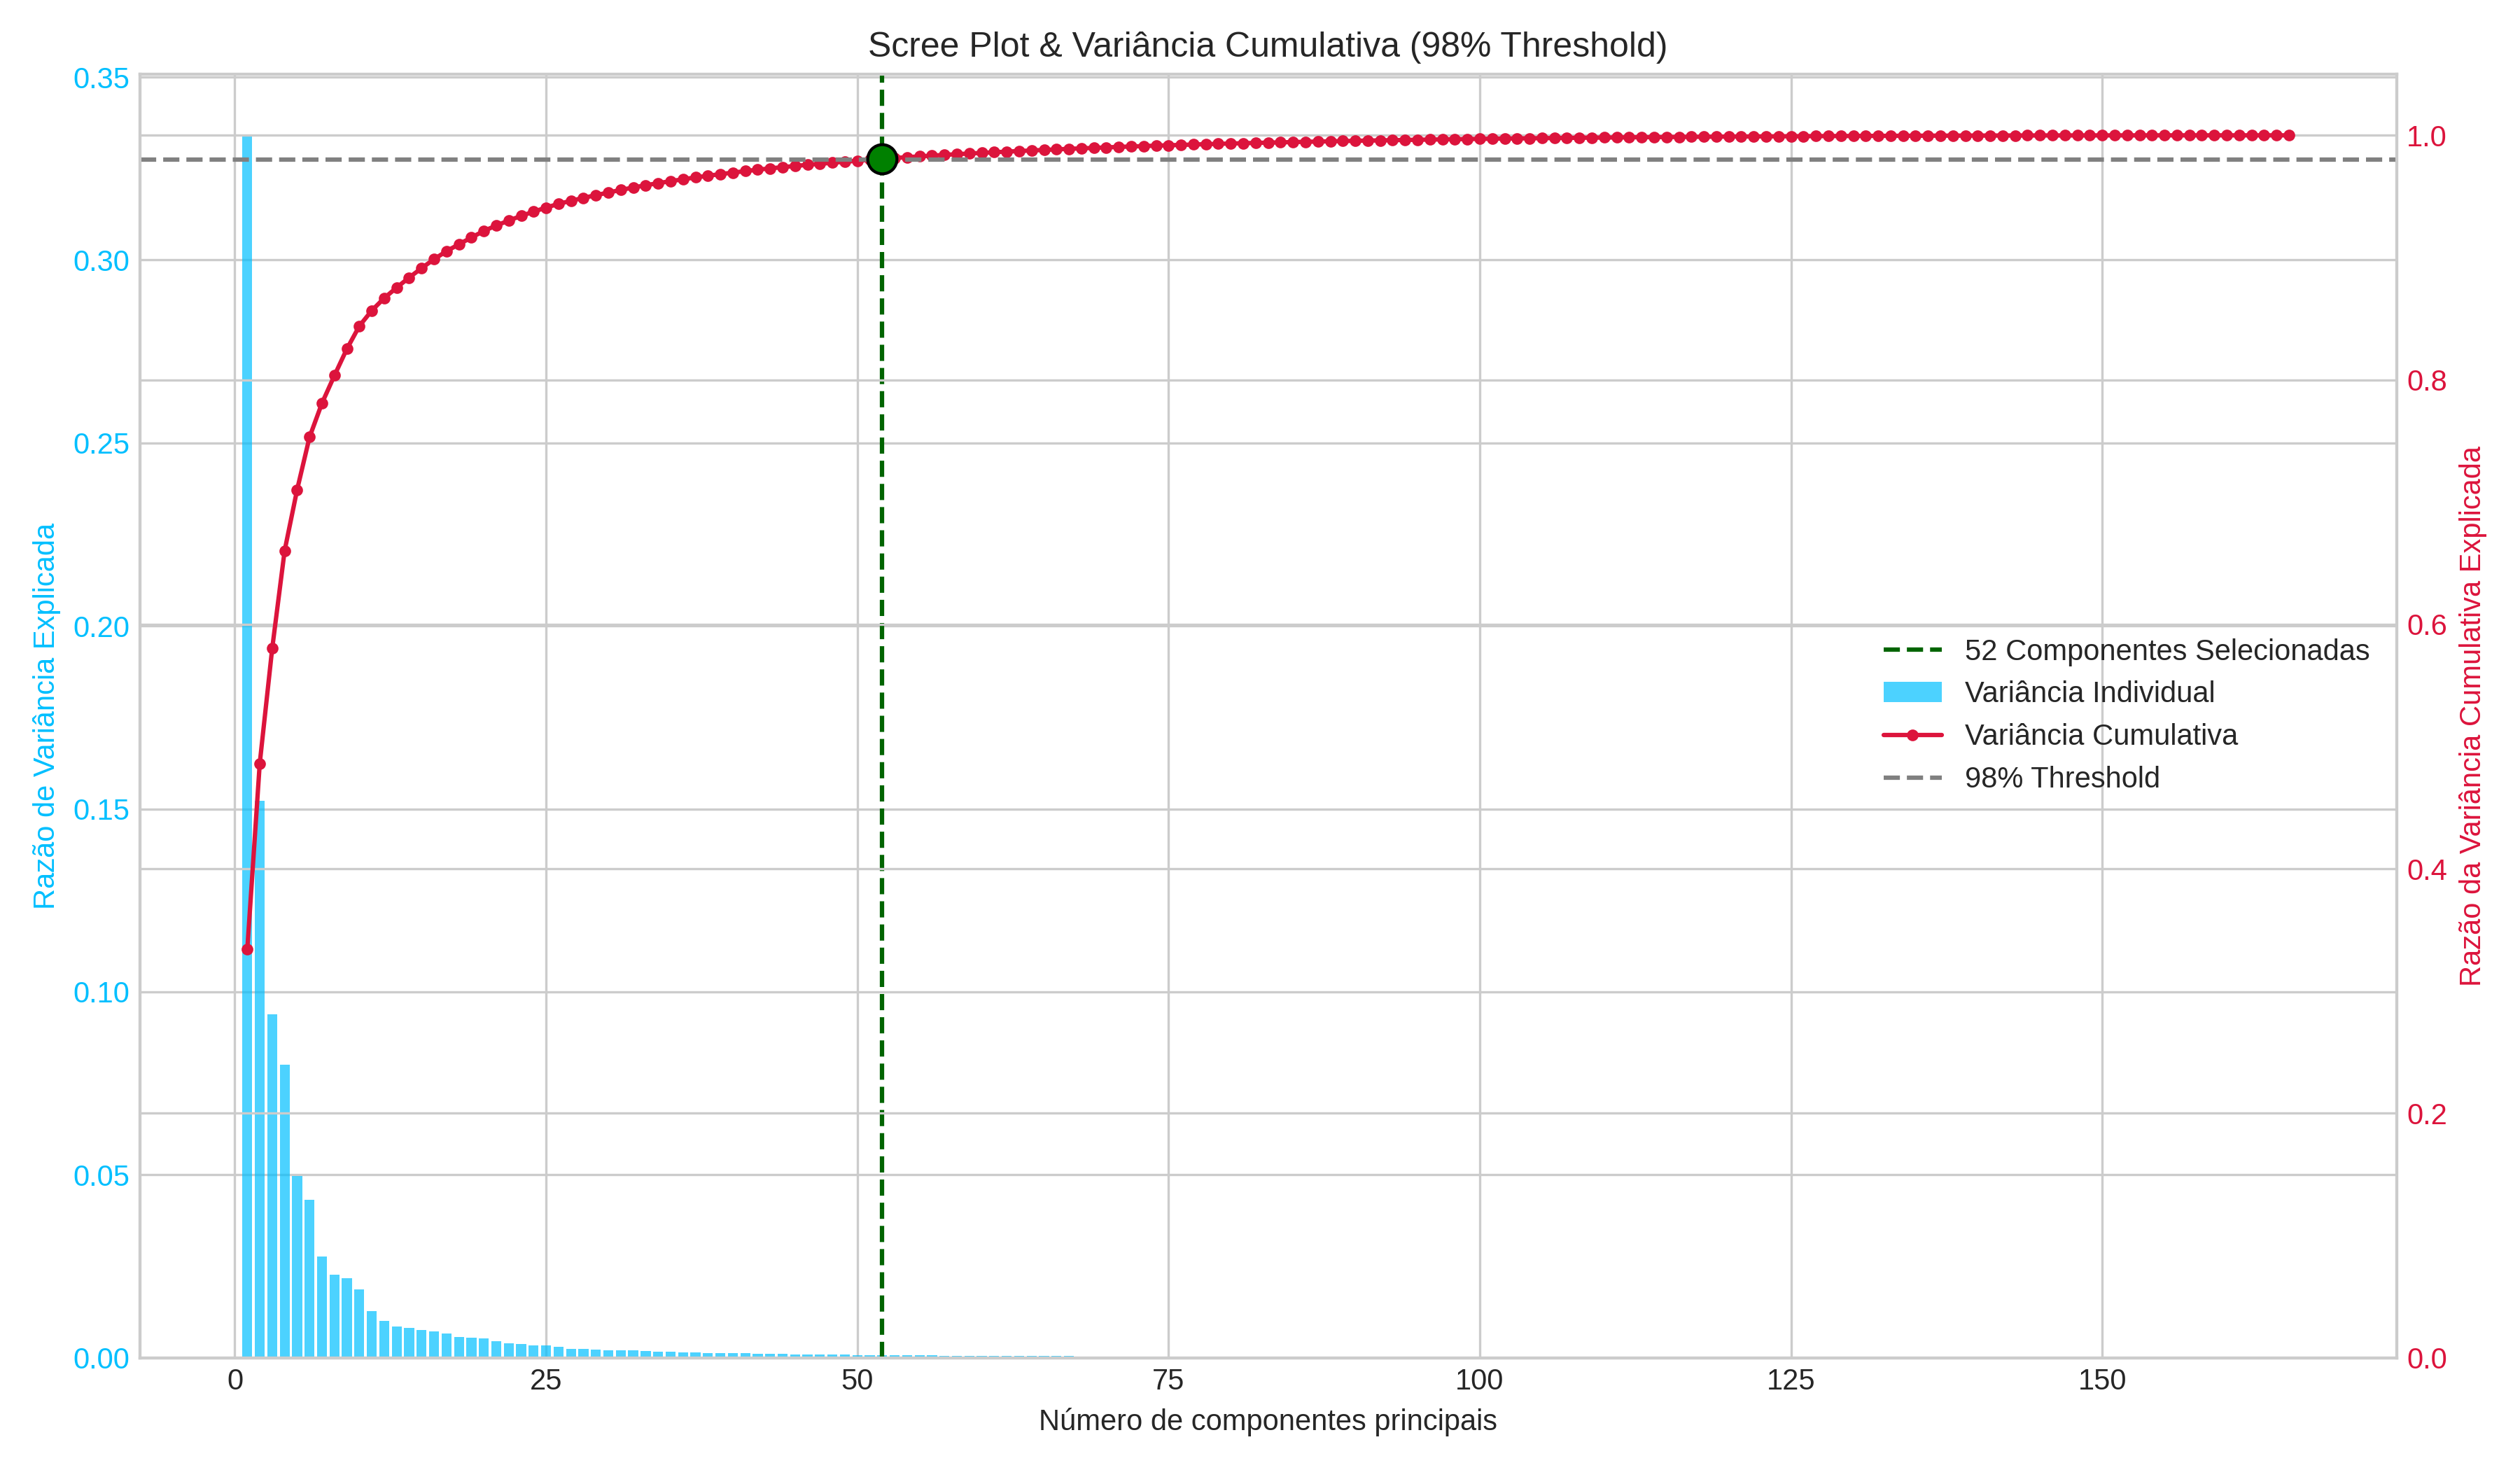 Scree Plot & Variância Cumulativa (98% Threshold)
0.35
0.30
0.25
0.20
0.15
0.10
0.05
0.00
Razão de Variância Explicada
1.0
0.8
0.6
0.4
0.2
0.0
Razão da Variância Cumulativa Explicada
52 Componentes Selecionadas
Variância Individual
Variância Cumulativa
98% Threshold
0 25 50 75 100 125 150
Número de componentes principais